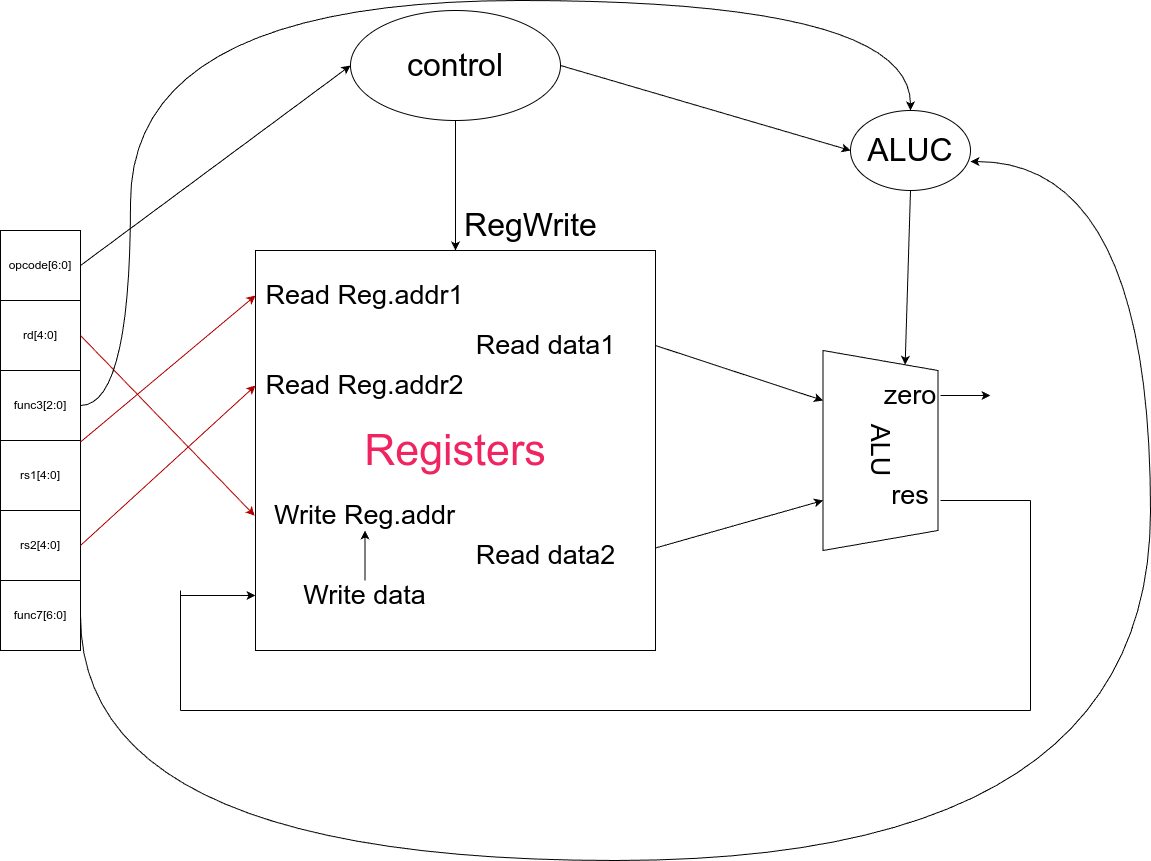 control
ALUC
RegWrite
opcode[6:0]
rd[4:0]
func3[2:0]
rs1[4:0]
rs2[4:0]
func7[6:0]
Read Reg.addr1
Read data1
Read Reg.addr2
Registers
Write Reg.addr
Read data2
Write data
zero
ALU
res